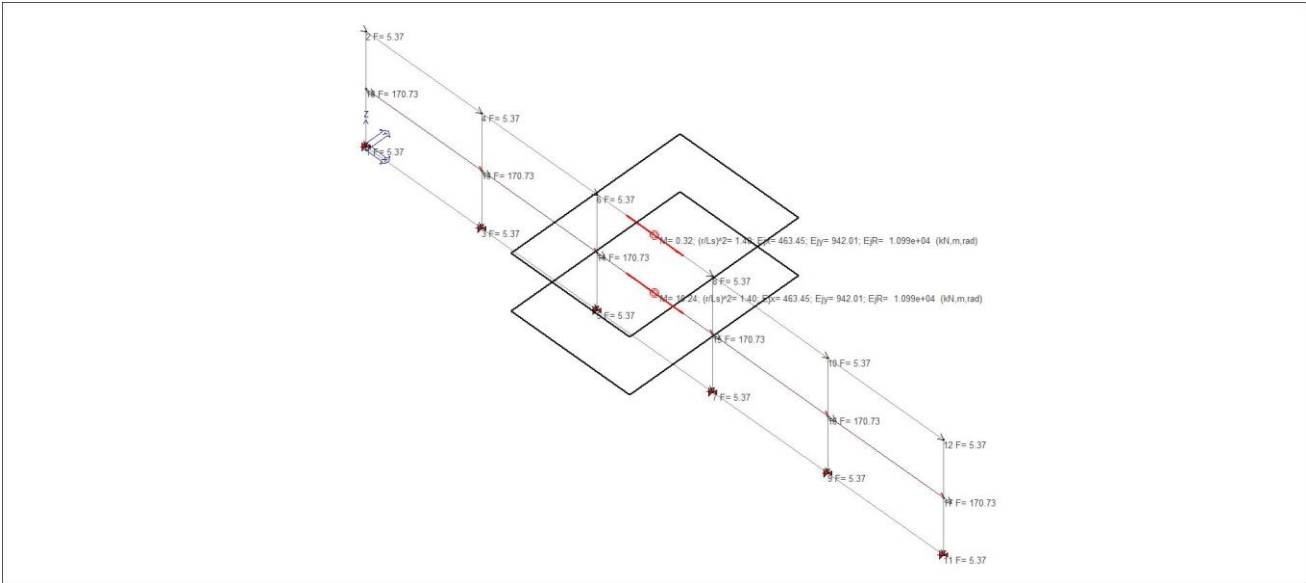 2 F= 5.37
18 F= 170.73
4 F= 5.37
Z
1 F= 5.37
13 F= 170.73
6 F= 5.37
3 F= 5.37
M= 0.32; (r/Ls)^2= 1.40; Ejx= 463.45; Ejy= 942.01; EjR= 1.099e+04 (kN,m,rad)
14 F= 170.73
8 F= 5.37
M= 10.24; (r/Ls)^2= 1.40; Ejx= 463.45; Ejy= 942.01; EjR= 1.099e+04 (kN,m,rad)
5 F= 5.37
15 F= 170.73
10 F= 5.37
7 F= 5.37
16 F= 170.73
12 F= 5.37
9 F= 5.37
17 F= 170.73
11 F= 5.37